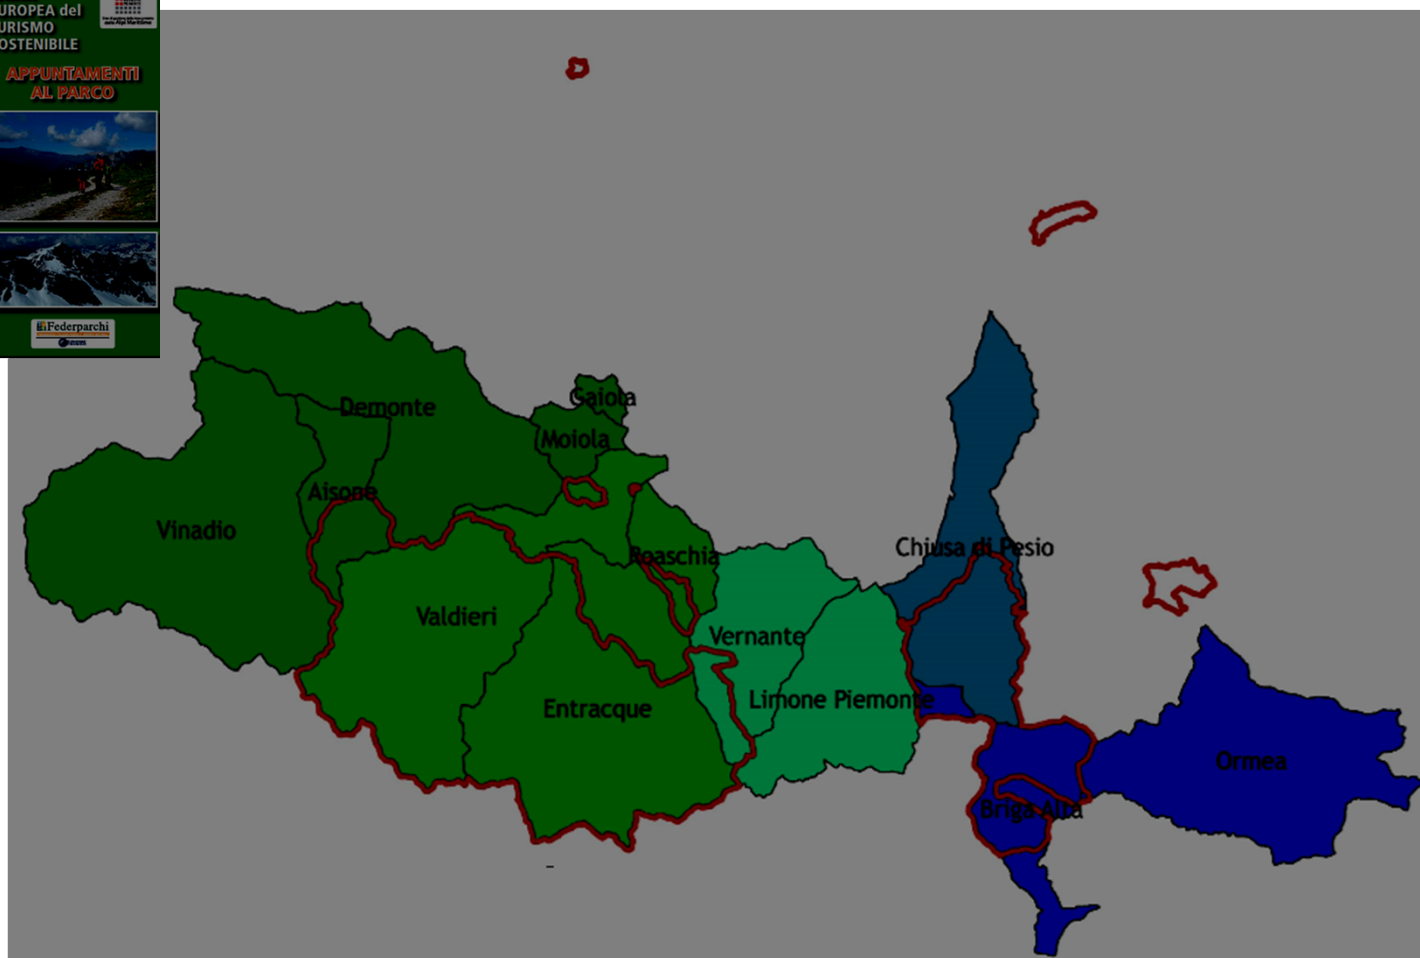 UROPEA del
URISMO
OSTENIBILE
APPUNTAMENTI
AL PARCO
Federparchi
Demonte
Gaiola
Moiola
Aisone
Vinadio
Roaschia
Chiusa di Pesio
Valdieri
Vernante
Limone Piemonte
Entracque
Ormea
Briga Alta